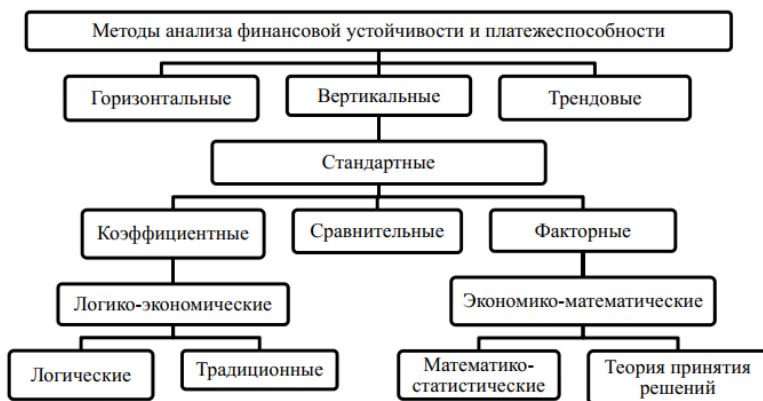 Методы анализа финансовой устойчивости и платежеспособности
Горизонтальные
Вертикальные
Трендовые
Стандартные
Коэффициентные
Сравнительные
Факторные
Логико-экономические
Экономико-математические
Логические
Традиционные
Математико-
статистические
Теория принятия
решений